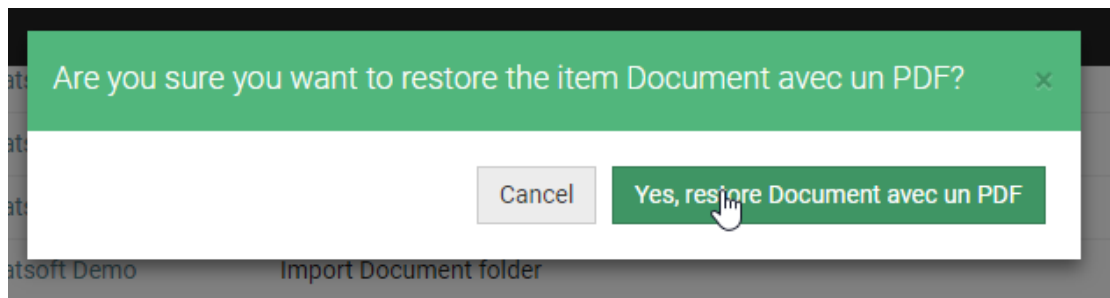 Are you sure you want to restore the item Document avec un PDF? ×
Cancel Yes, restore Document avec un PDF
Import Document folder
Demo